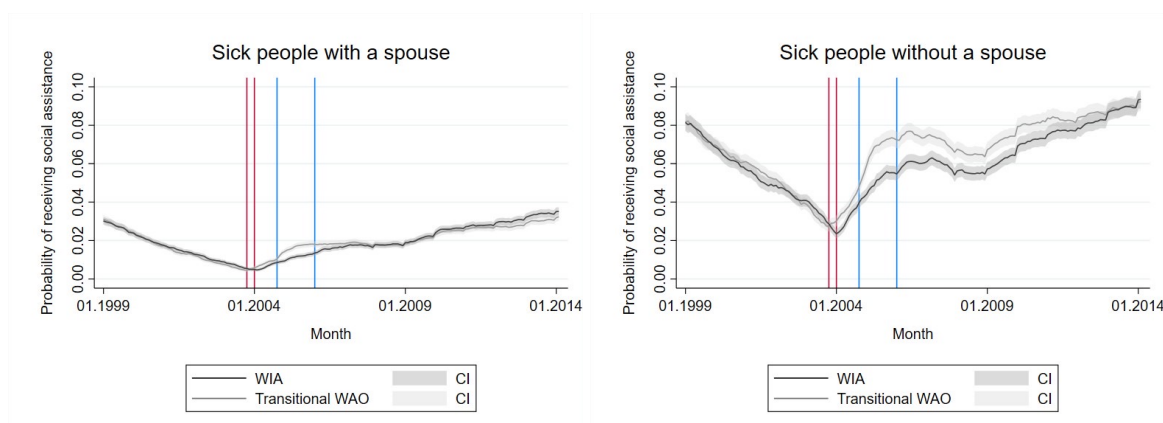 Sick people with a spouse
Probability of receiving social assistance
0.10
0.08
0.06
0.04
0.02
0.00
01.1999
01.2004
01.2009
01.2014
Month
WIA CI
Transitional WAO CI
Sick people without a spouse
Probability of receiving social assistance
0.10
0.08
0.06
0.04
0.02
0.00
01.1999
01.2004
01.2009
01.2014
Month
WIA CI
Transitional WAO CI